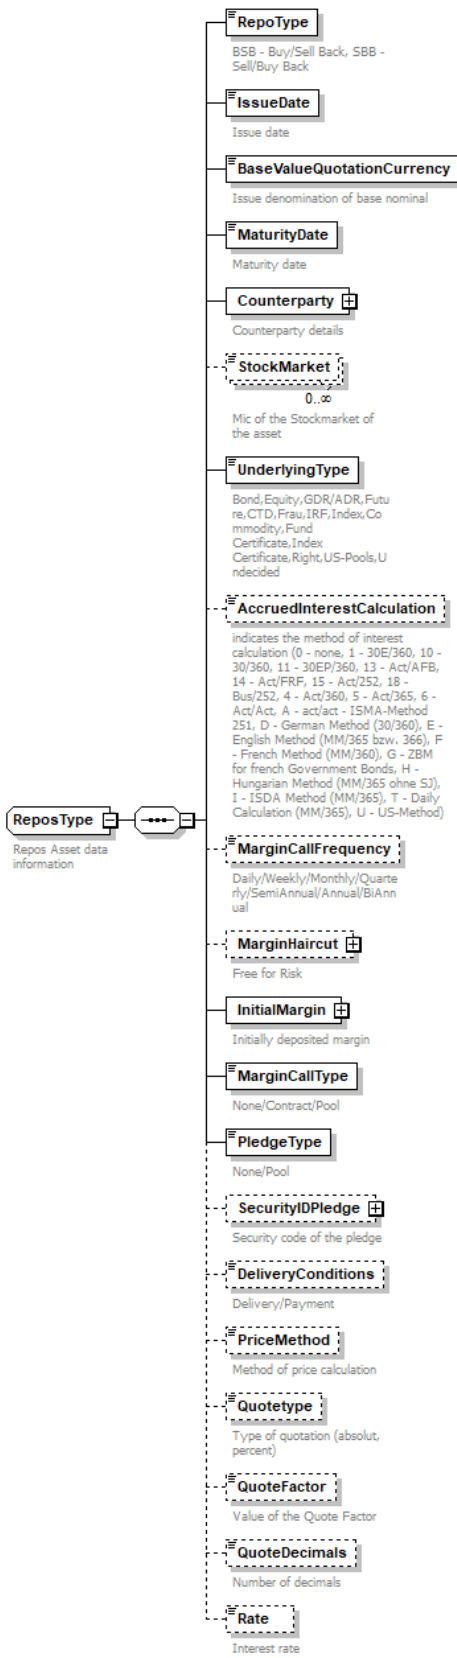 RepoType
BSB - Buy/Sell Back, SBB -
Sell/Buy Back
IssueDate
Issue date
BaseValueQuotationCurrency
Issue denomination of base nominal
MaturityDate
Maturity date
Counterparty
Counterparty details
StockMarket
0..∞
Mic of the Stockmarket of
the asset
UnderlyingType
Bond,Equity,GDR/ADR,Futu
re,CTD,Frau,IRF,Index,Co
mmodity,Fund
Certificate,Index
Certificate,Right,US-Pools,U
ndecided
AccruedInterestCalculation
indicates the method of interest
calculation (0 - none, 1 - 30E/360, 10 -
30/360, 11 - 30EP/360, 13 - Act/AFB,
14 - Act/FRF, 15 - Act/252, 18 -
Bus/252, 4 - Act/360, 5 - Act/365, 6 -
Act/Act, A - act/act - ISMA-Method
251, D - German Method (30/360), E -
English Method (MM/365 bzw. 366), F
- French Method (MM/360), G - ZBM
for french Government Bonds, H -
Hungarian Method (MM/365 ohne SJ),
I - ISDA Method (MM/365), T - Daily
Calculation (MM/365), U - US-Method)
ReposType
Repos Asset data
information
MarginCallFrequency
Daily/Weekly/Monthly/Quarte
rly/SemiAnnual/Annual/BiAnn
ual
MarginHaircut
Free for Risk
InitialMargin
Initially deposited margin
MarginCallType
None/Contract/Pool
PledgeType
None/Pool
SecurityIDPledge
Security code of the pledge
DeliveryConditions
Delivery/Payment
PriceMethod
Method of price calculation
Quotetype
Type of quotation (absolut,
percent)
QuoteFactor
Value of the Quote Factor
QuoteDecimals
Number of decimals
Rate
Interest rate